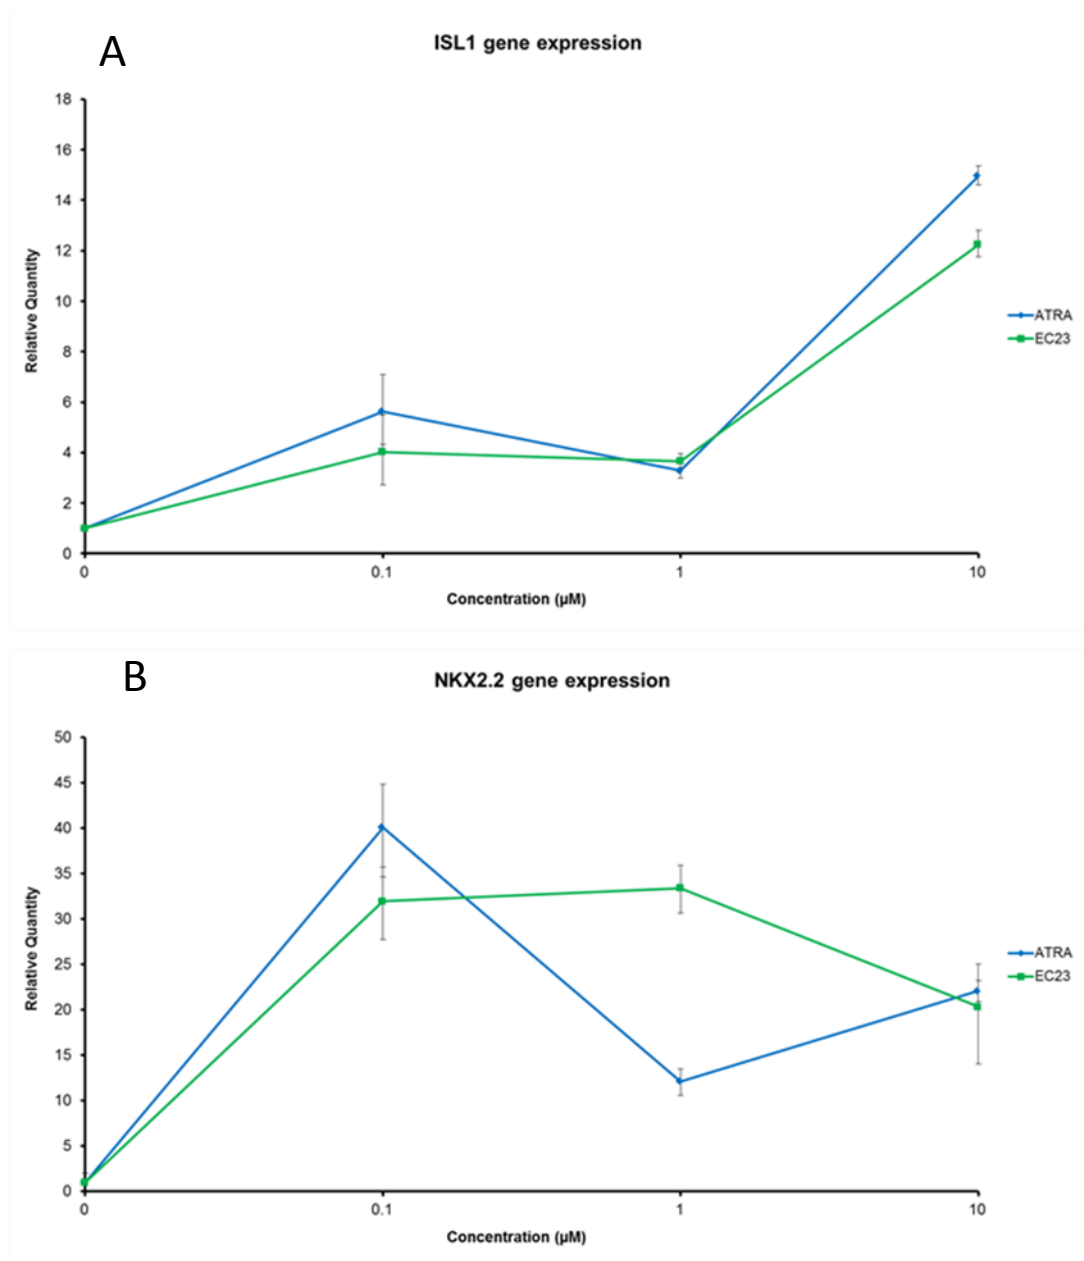 A
ISL1 gene expression
18
16
14
12
10
8
6
4
2
0
Relative Quantity
0 0.1 1 10
Concentration (µM)
ATRA
EC23
B
NKX2.2 gene expression
50
45
40
35
30
25
20
15
10
5
0
Relative Quantity
0 0.1 1 10
Concentration (µM)
ATRA
EC23